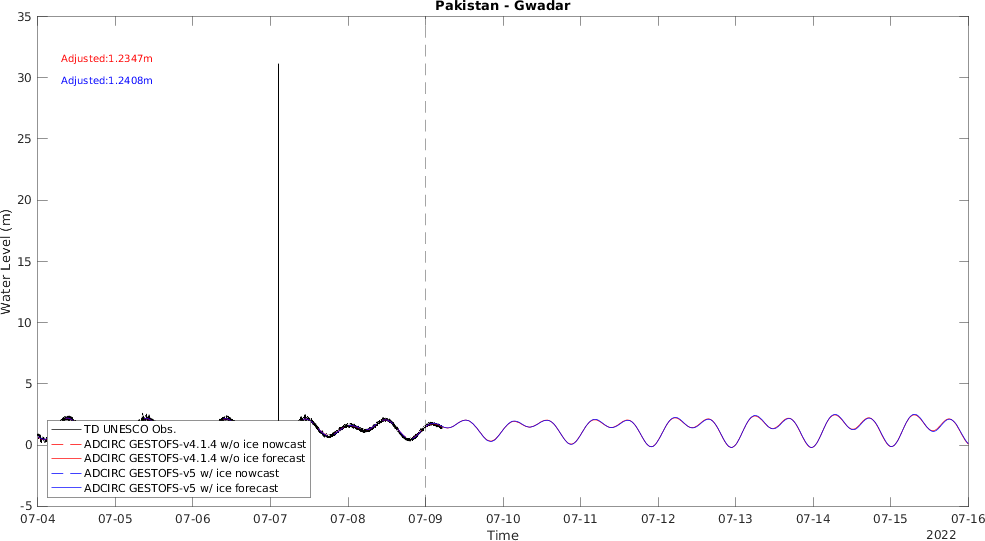 Pakistan - Gwadar
35
30
25
20
15
10
5
0
-5
Water Level (m)
Adjusted:1.2347m
Adjusted:1.2408m
TD UNESCO Obs.
ADCIRC GESTOFS-v4.1.4 w/o ice nowcast
ADCIRC GESTOFS-v4.1.4 w/o ice forecast
ADCIRC GESTOFS-v5 w/ ice nowcast
ADCIRC GESTOFS-v5 w/ ice forecast
07-04 07-05 07-06 07-07 07-08 07-09 07-10 07-11 07-12 07-13 07-14 07-15 07-16
Time
2022